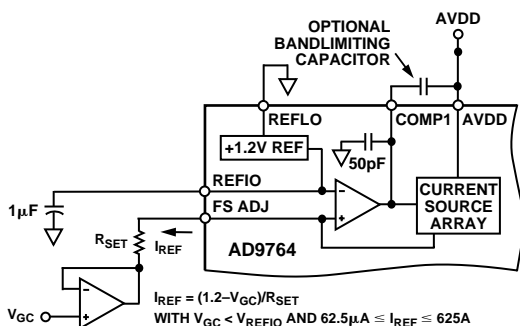 OPTIONAL
BANDLIMITING
CAPACITOR
AVDD
REFLO
COMP1
AVDD
+1.2V REF
50pF
REFIO
FS ADJ
CURRENT
SOURCE
ARRAY
1µF
RSET
IREF
AD9764
VGC
IREF = (1.2–VGC)/RSET
WITH VGC < VREFIO AND 62.5µA ≤ IREF ≤ 625A